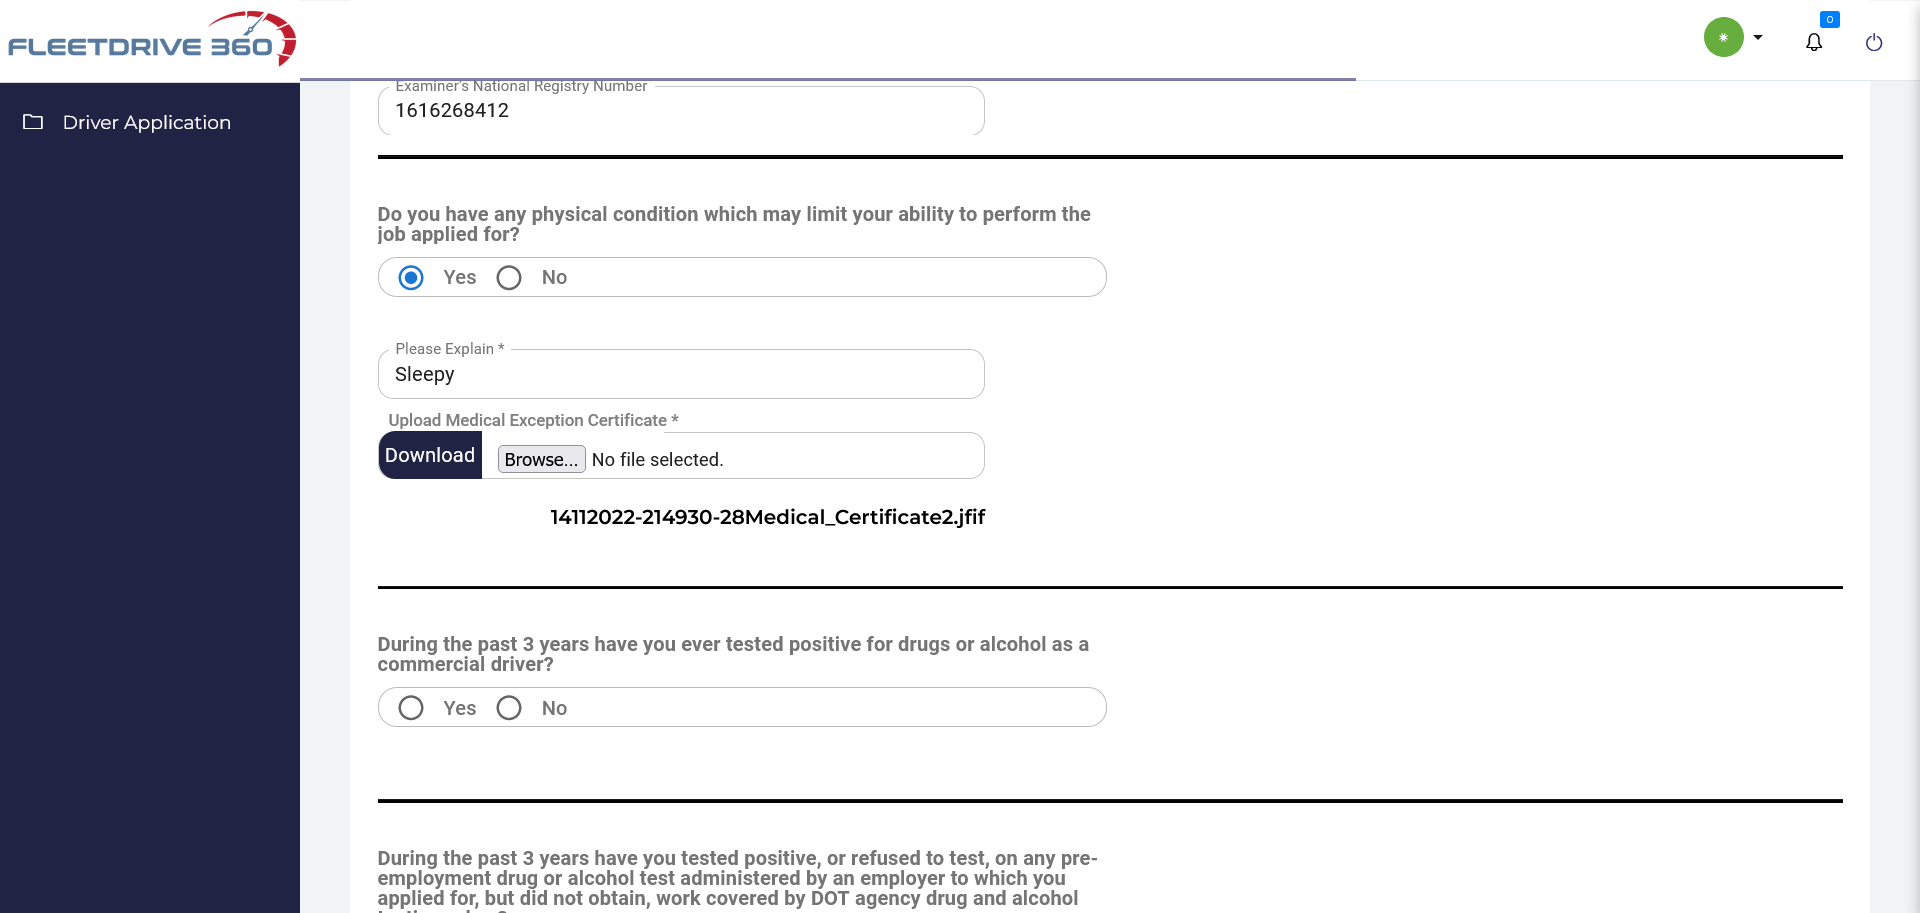 FLEETDRIVE 360
0
Driver Application
Examiner's National Registry Number
1616268412
Do you have any physical condition which may limit your ability to perform the
job applied for?
Yes No
Please Explain *
Sleepy
Upload Medical Exception Certificate *
Download Browse... No file selected.
14112022-214930-28Medical_Certificate2.jfif
During the past 3 years have you ever tested positive for drugs or alcohol as a
commercial driver?
Yes No
During the past 3 years have you tested positive, or refused to test, on any pre-
employment drug or alcohol test administered by an employer to which you
applied for, but did not obtain, work covered by DOT agency drug and alcohol